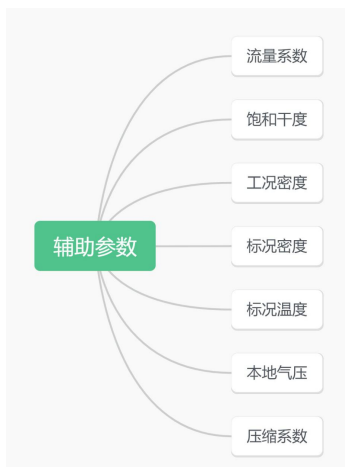 流量系数
饱和干度
工况密度
辅助参数
标况密度
标况温度
本地气压
压缩系数